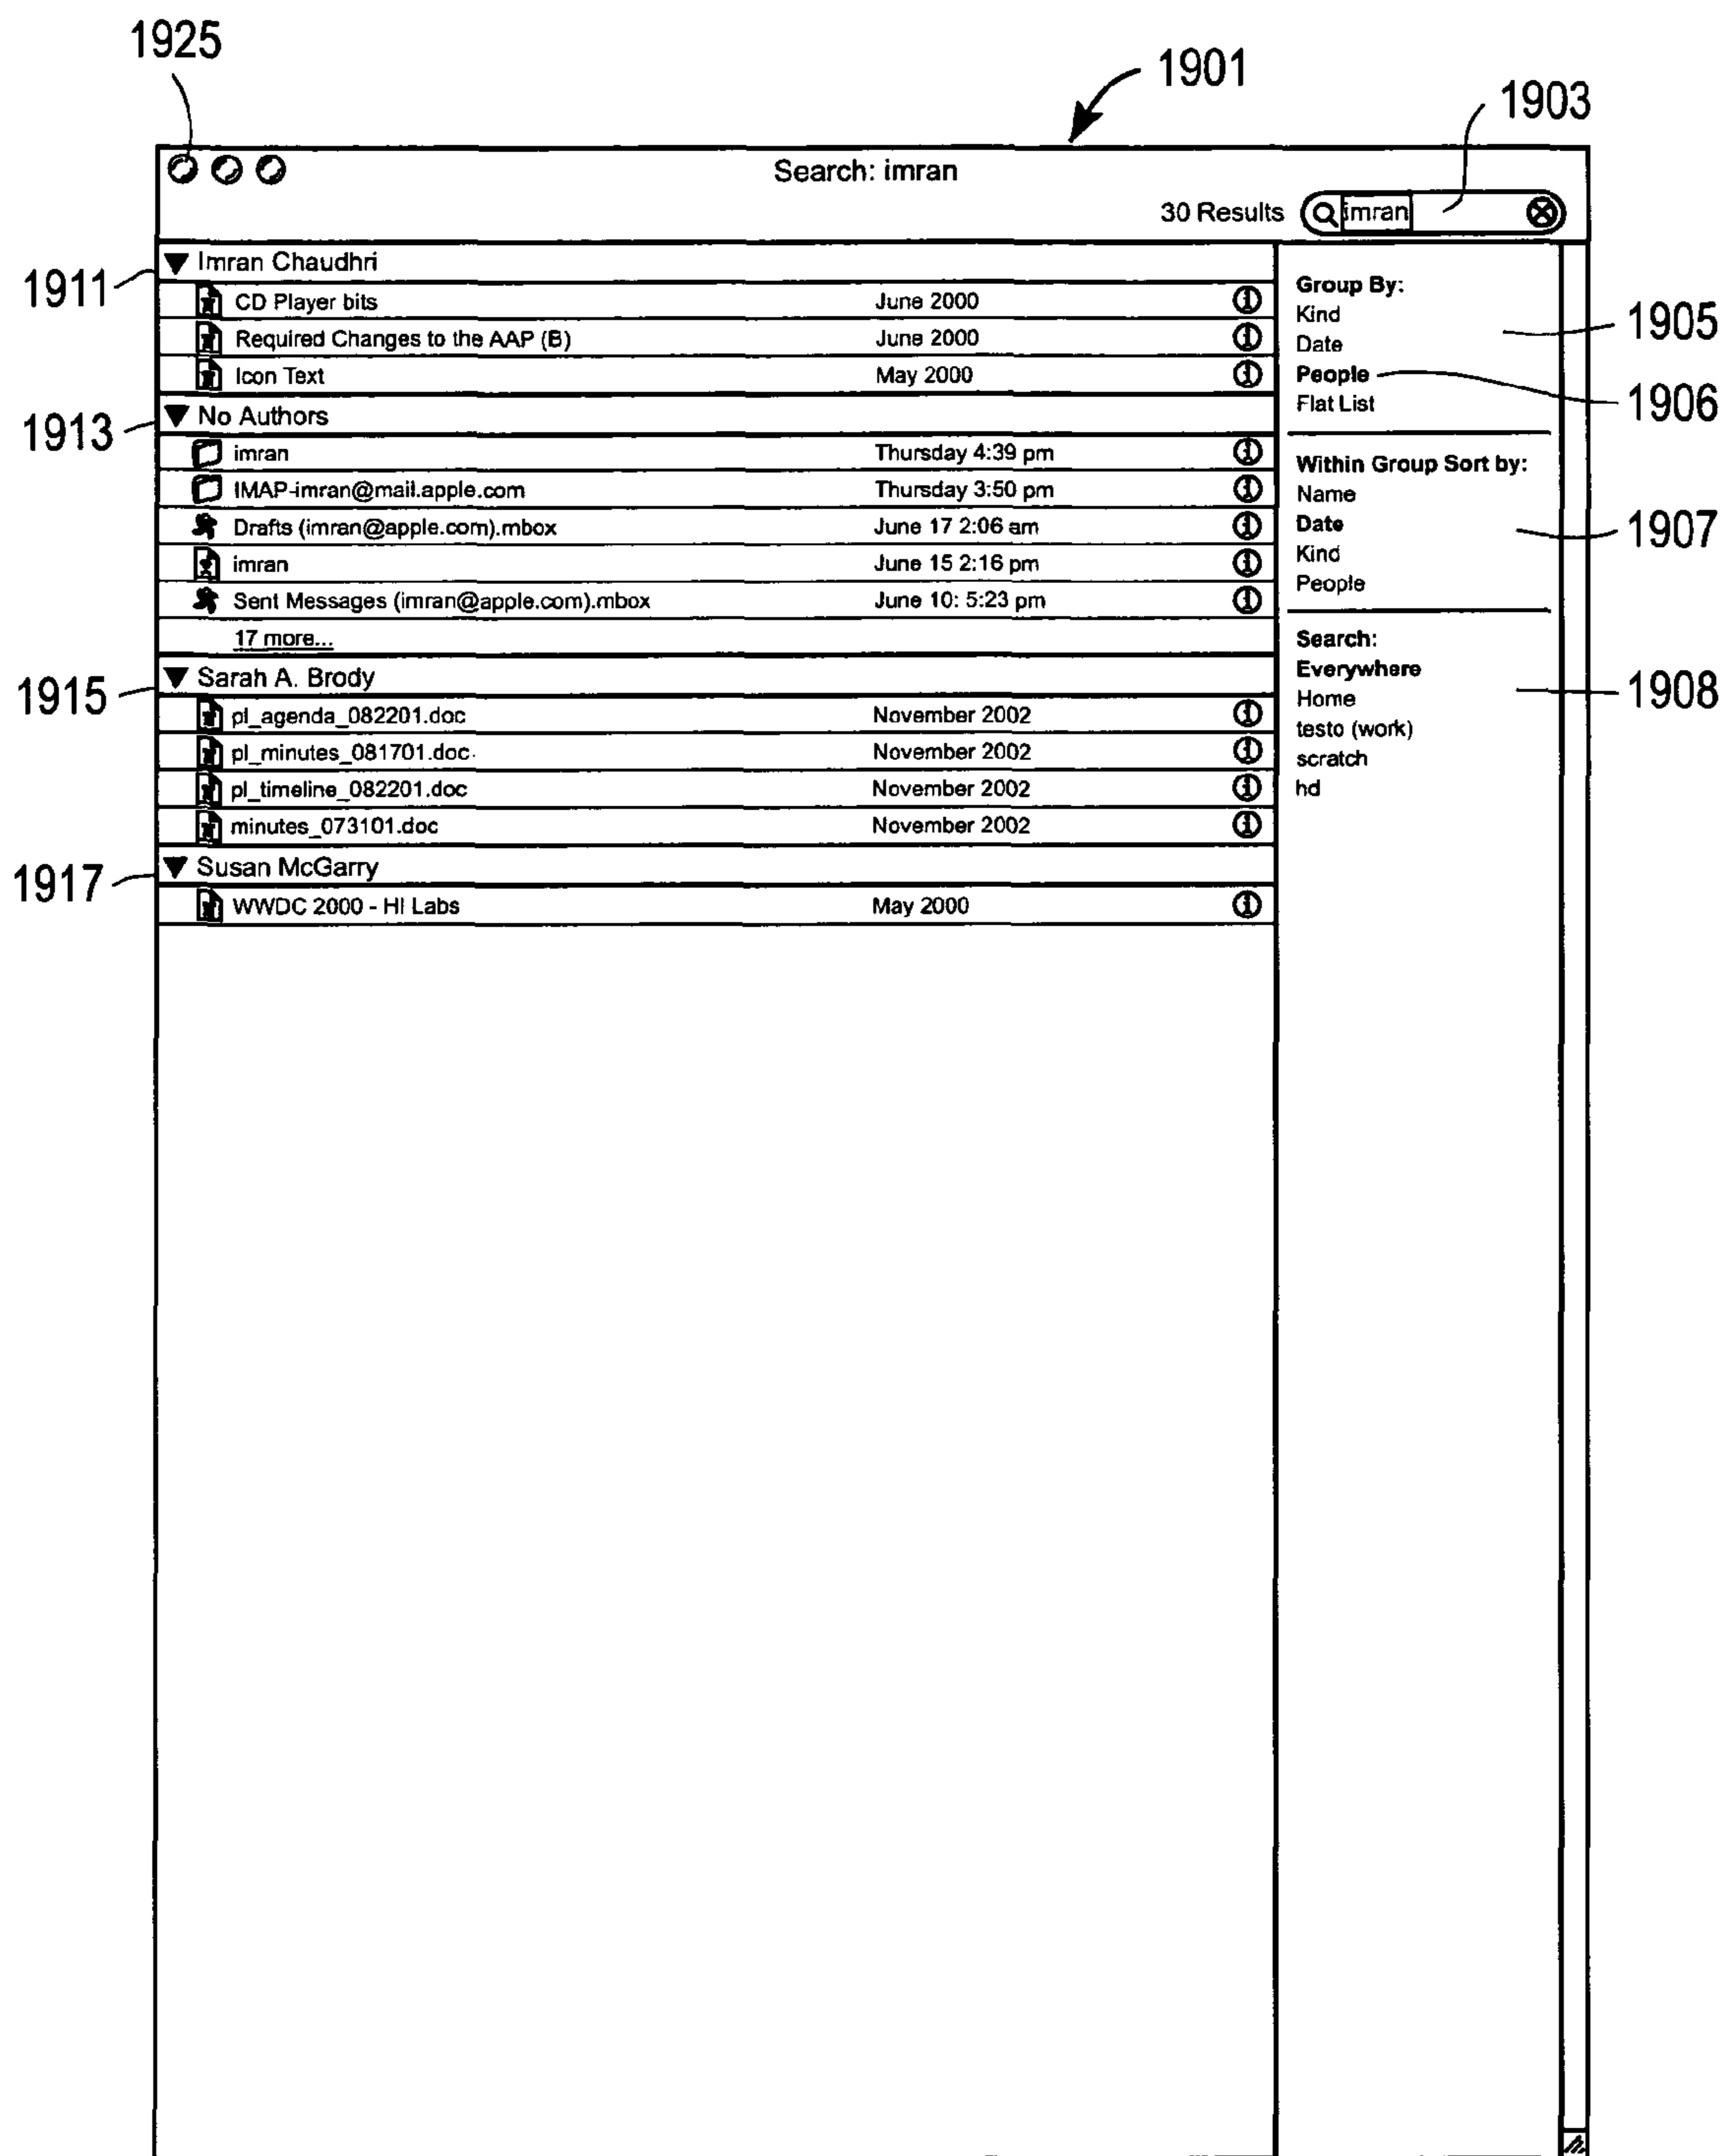 1925
1901
1903
Search: imran
30 Results imran
1911
Imran Chaudhri
CD Player bits June 2000
Required Changes to the AAP (B) June 2000
Icon Text May 2000
1913
No Authors
imran Thursday 4:39 pm
IMAP-imran@mail.apple.com Thursday 3:50 pm
Drafts (imran@apple.com).mbox June 17 2:06 am
imran June 15 2:16 pm
Sent Messages (imran@apple.com).mbox June 10: 5:23 pm
17 more...
1915
Sarah A. Brody
pl_agenda_082201.doc November 2002
pl_minutes_081701.doc November 2002
pl_timeline_082201.doc November 2002
minutes_073101.doc November 2002
1917
Susan McGarry
WWDC 2000 - HI Labs May 2000
Group By:
Kind
Date
People
Flat List
1905
1906
Within Group Sort by:
Name
Date
Kind
People
1907
Search:
Everywhere
Home
testo (work)
scratch
hd
1908